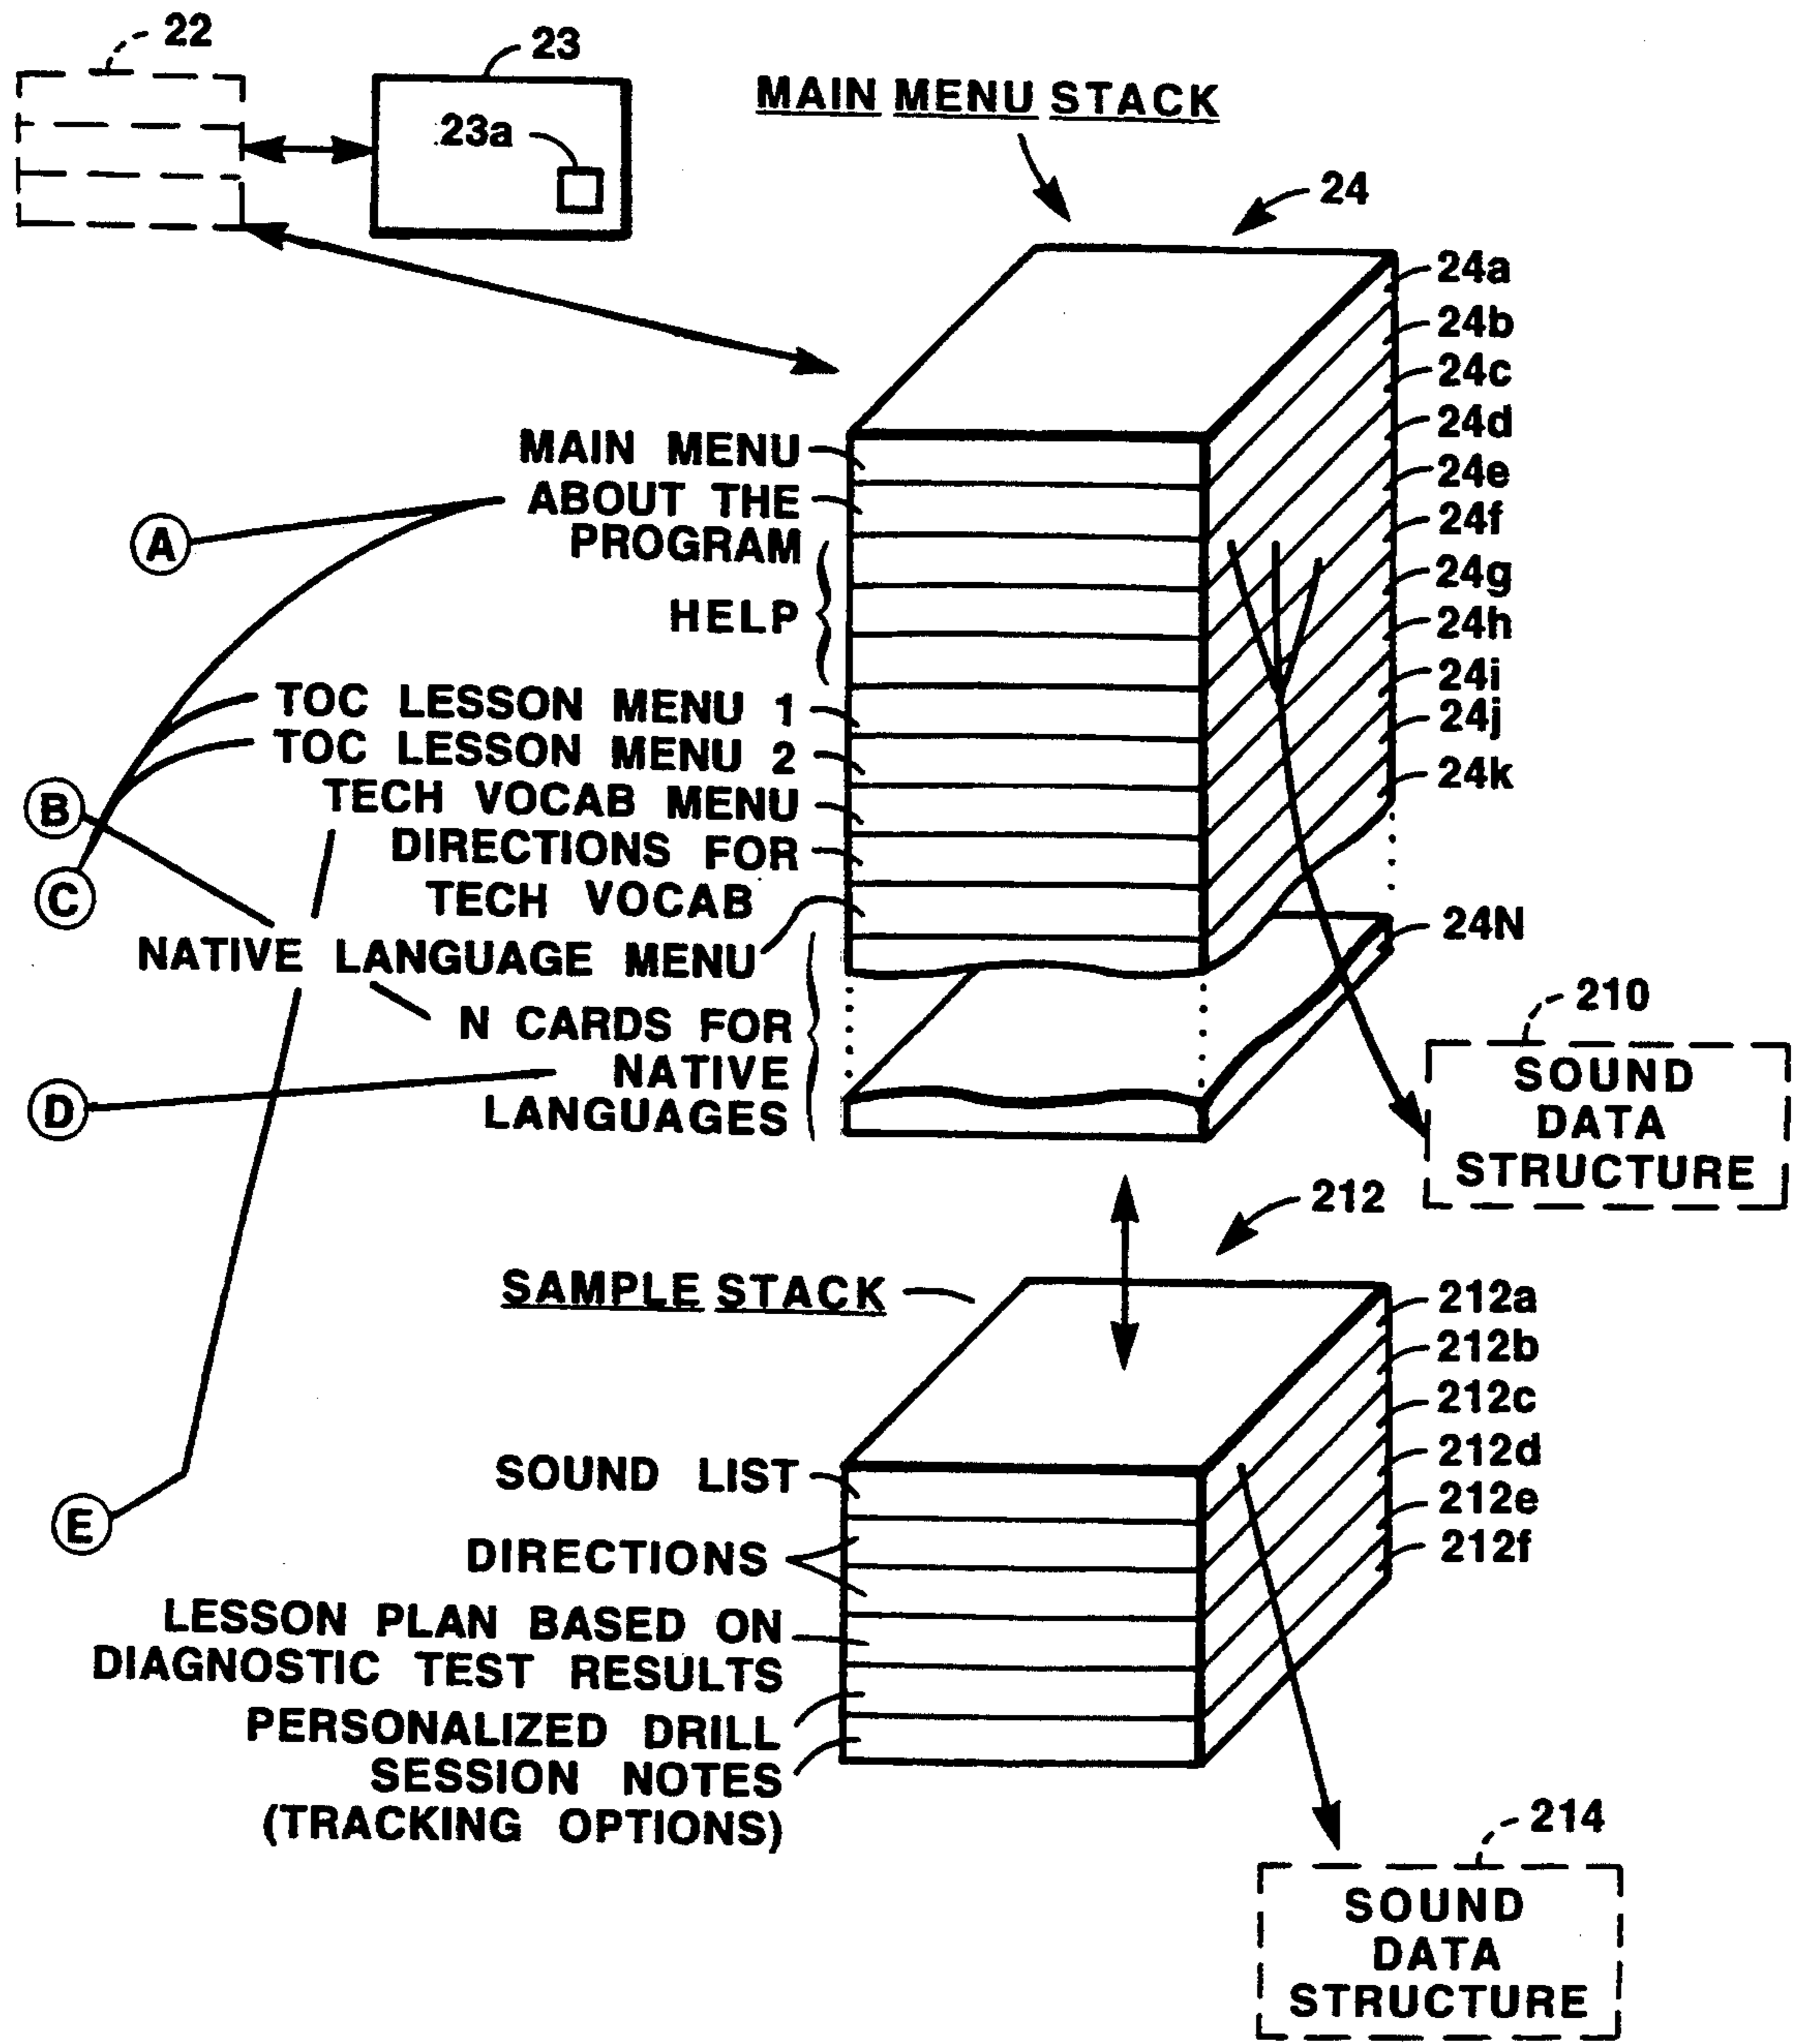 22
23
23a
MAIN MENU STACK
24
24a
24b
24c
24d
24e
24f
24g
24h
24i
24j
24k
24N
MAIN MENU
ABOUT THE
PROGRAM
HELP
TOC LESSON MENU 1
TOC LESSON MENU 2
TECH VOCAB MENU
DIRECTIONS FOR
TECH VOCAB
NATIVE LANGUAGE MENU
N CARDS FOR
NATIVE
LANGUAGES
A
B
C
D
E
210
SOUND
DATA
STRUCTURE
212
SAMPLE STACK
212a
212b
212c
212d
212e
212f
SOUND LIST
DIRECTIONS
LESSON PLAN BASED ON
DIAGNOSTIC TEST RESULTS
PERSONALIZED DRILL
SESSION NOTES
(TRACKING OPTIONS)
214
SOUND
DATA
STRUCTURE